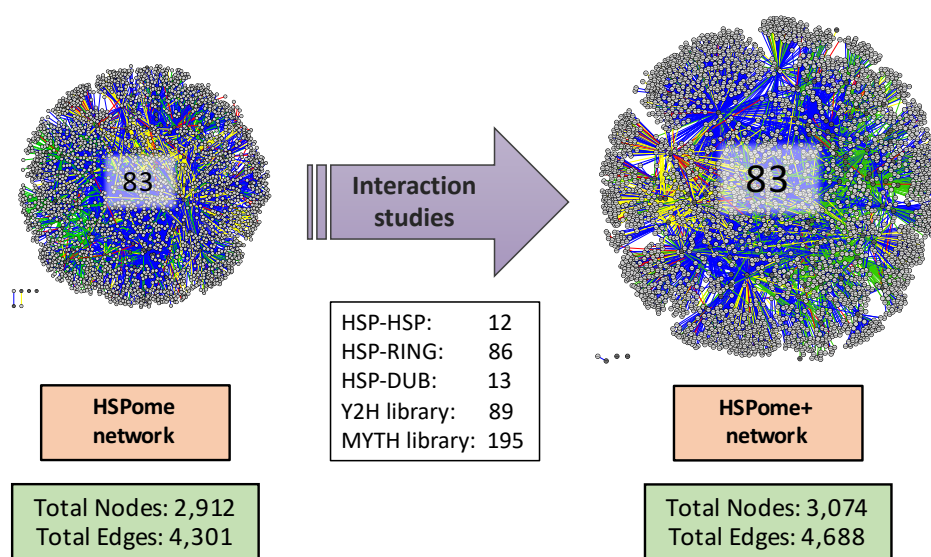 83
Interaction
studies
83
HSP-HSP: 12
HSP-RING: 86
HSP-DUB: 13
Y2H library: 89
MYTH library: 195
HSPome
network
HSPome+
network
Total Nodes: 2,912
Total Edges: 4,301
Total Nodes: 3,074
Total Edges: 4,688